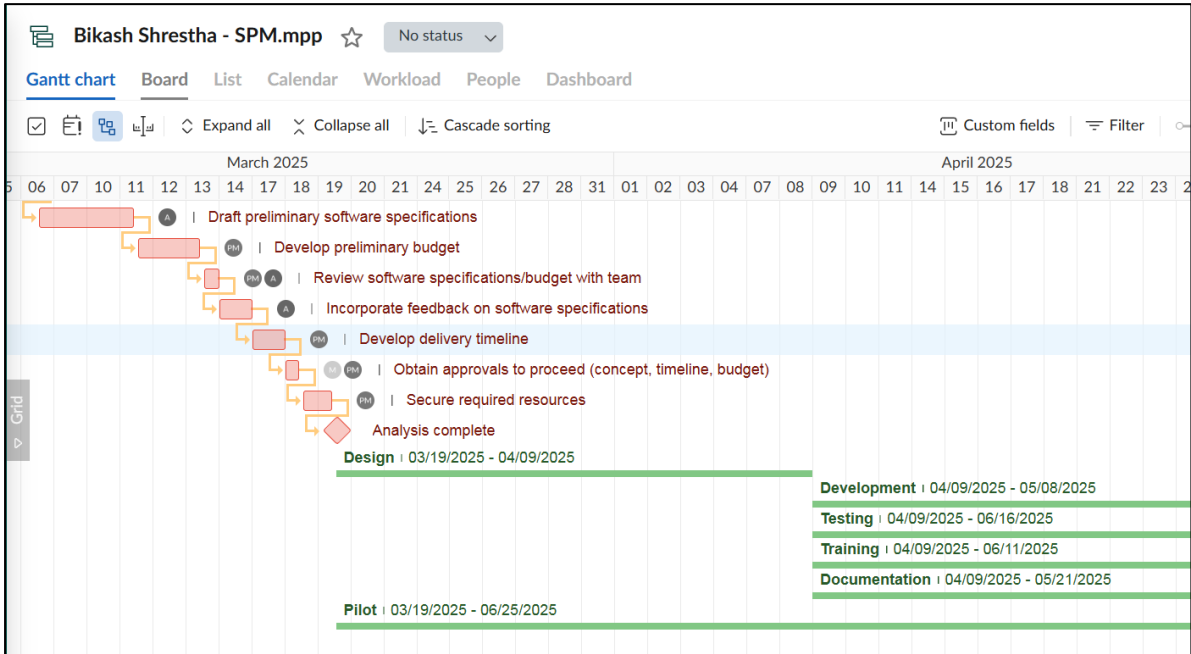 Bikash Shrestha - SPM.mpp No status
Gantt chart Board List Calendar Workload People Dashboard
Expand all Collapse all Cascade sorting Custom fields Filter
March 2025 April 2025
06 07 10 11 12 13 14 17 18 19 20 21 24 25 26 27 28 31 01 02 03 04 07 08 09 10 11 14 15 16 17 18 21 22 23
A | Draft preliminary software specifications
PM | Develop preliminary budget
PM A | Review software specifications/budget with team
A | Incorporate feedback on software specifications
PM | Develop delivery timeline
M PM | Obtain approvals to proceed (concept, timeline, budget)
Grid
PM | Secure required resources
Analysis complete
Design | 03/19/2025 - 04/09/2025
Development | 04/09/2025 - 05/08/2025
Testing | 04/09/2025 - 06/16/2025
Training | 04/09/2025 - 06/11/2025
Documentation | 04/09/2025 - 05/21/2025
Pilot | 03/19/2025 - 06/25/2025